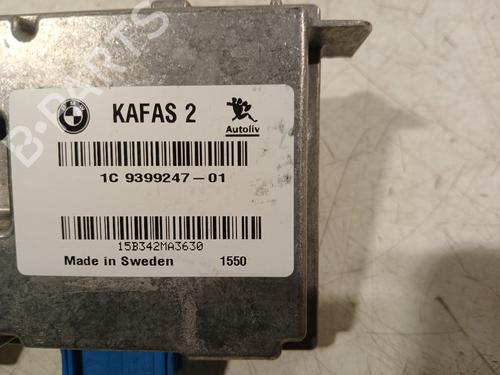 B-PARTS
KAFAS 2
Autoliv
1C 9399247-01
15B342MA3630
Made in Sweden 1550